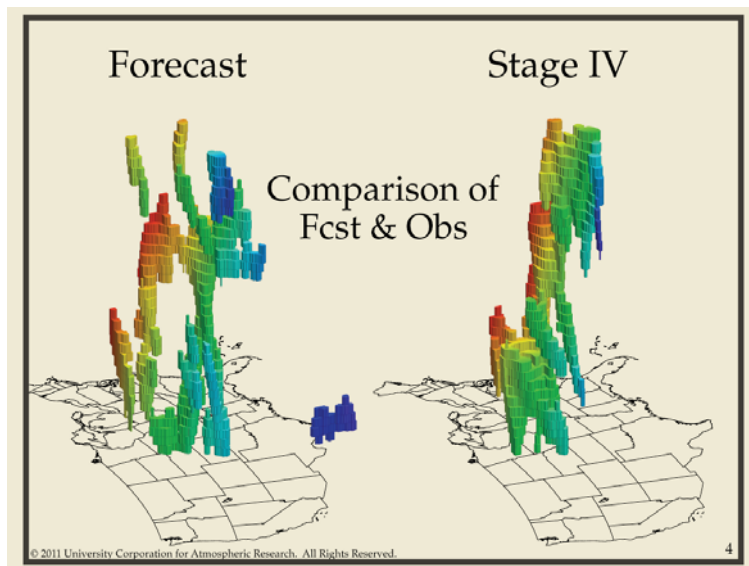 Forecast
Stage IV
Comparison of
Fcst & Obs
© 2011 University Corporation for Atmospheric Research. All Rights Reserved.
4